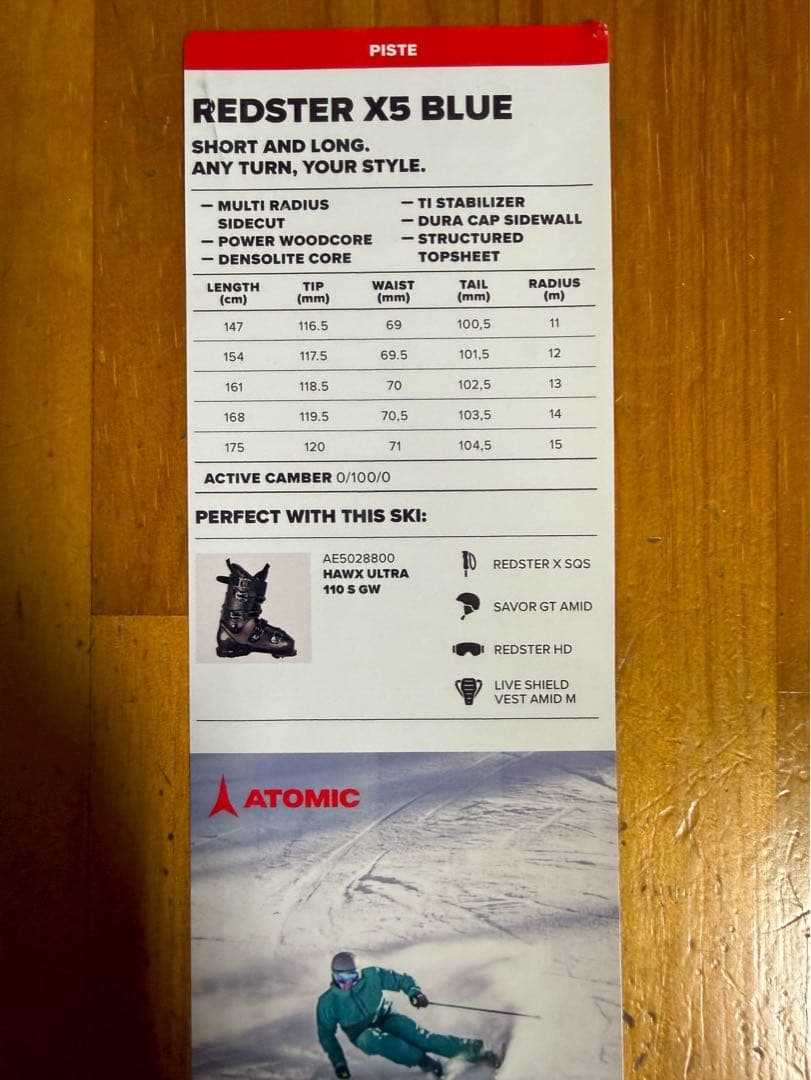 PISTE
REDSTER X5 BLUE
SHORT AND LONG.
ANY TURN, YOUR STYLE.
— MULTI RADIUS
SIDECUT
— POWER WOODCORE
— DENSOLITE CORE
— TI STABILIZER
— DURA CAP SIDEWALL
— STRUCTURED
TOPSHEET
LENGTH (cm) TIP (mm) WAIST (mm) TAIL (mm) RADIUS (m)
147 116.5 69 100,5 11
154 117.5 69.5 101,5 12
161 118.5 70 102,5 13
168 119.5 70,5 103,5 14
175 120 71 104,5 15
ACTIVE CAMBER 0/100/0
PERFECT WITH THIS SKI:
AE5028800
HAWX ULTRA
110 S GW
REDSTER X SQS
SAVOR GT AMID
REDSTER HD
LIVE SHIELD
VEST AMID M
ATOMIC